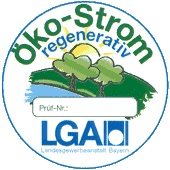 Öko-Strom
regenerativ
Prüf-Nr.:
LGA
Landesgewerbeanstalt Bayern